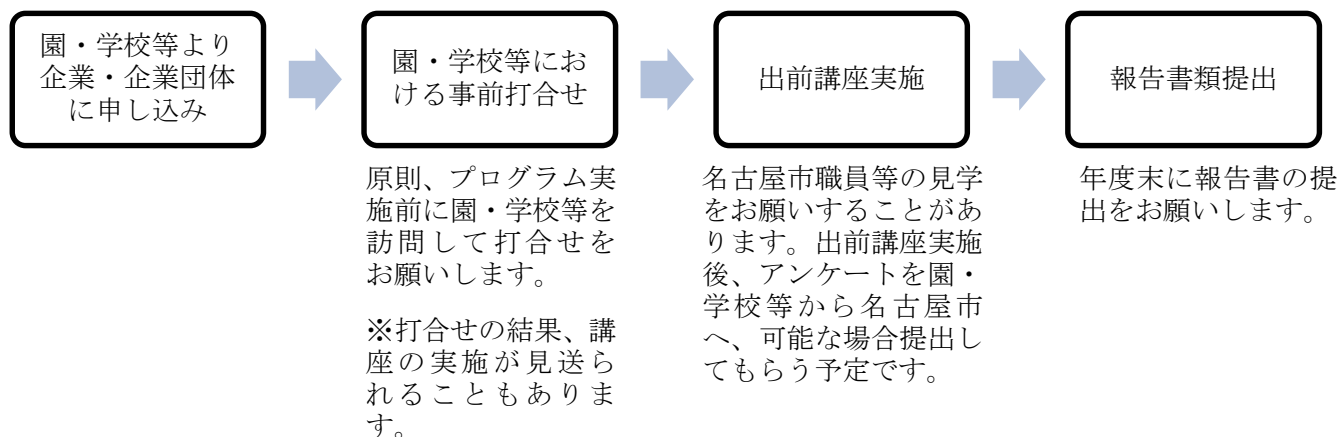 園・学校等より
企業・企業団体
に申し込み
園・学校等にお
ける事前打合せ
出前講座実施
報告書類提出
原則、プログラム実
施前に園・学校等を
訪問して打合せを
お願いします。
※打合せの結果、講
座の実施が見送ら
れることもありま
す。
名古屋市職員等の見学
をお願いすることがあ
ります。出前講座実施
後、アンケートを園・
学校等から名古屋市
へ、可能な場合提出し
てもらう予定です。
年度末に報告書の提
出をお願いします。